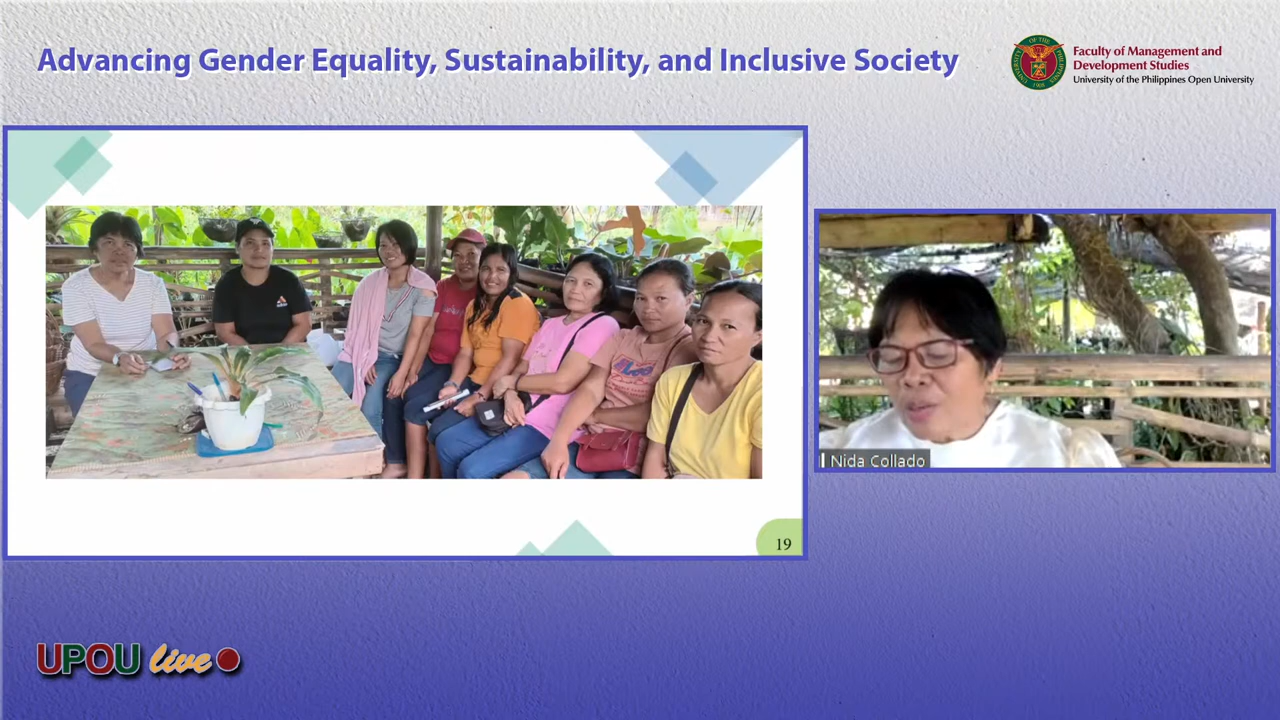 Advancing Gender Equality, Sustainability, and Inclusive Society
Faculty of Management and
Development Studies
University of the Philippines Open University
19
Nida Collado
UPOU live